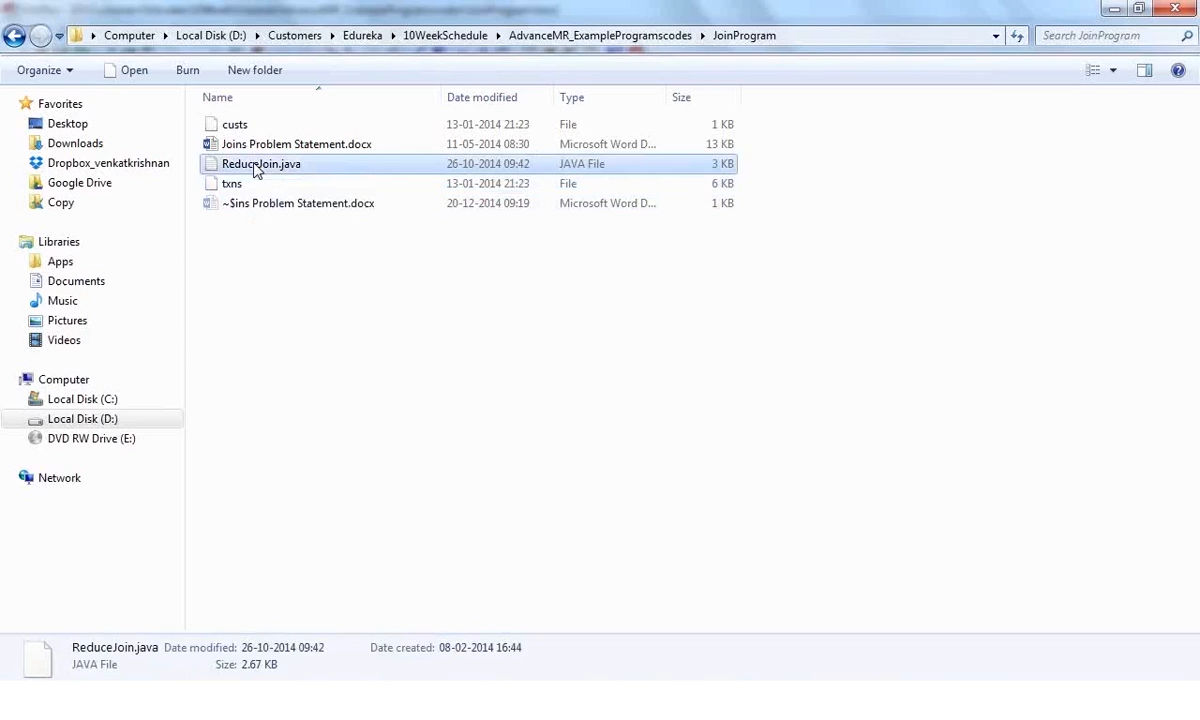 Computer Local Disk (D:) Customers Edureka 10WeekSchedule AdvanceMR_ExampleProgramscodes JoinProgram Search JoinProgram
Organize Open Burn New folder
Name Date modified Type Size
Favorites
Desktop
Downloads
Dropbox_venkatkrishnan
Google Drive
Copy
Libraries
Apps
Documents
Music
Pictures
Videos
Computer
Local Disk (C:)
Local Disk (D:)
DVD RW Drive (E:)
Network
custs 13-01-2014 21:23 File 1 KB
Joins Problem Statement.docx 11-05-2014 08:30 Microsoft Word D... 13 KB
ReduceJoin.java 26-10-2014 09:42 JAVA File 3 KB
txns 13-01-2014 21:23 File 6 KB
~$ins Problem Statement.docx 20-12-2014 09:19 Microsoft Word D... 1 KB
ReduceJoin.java Date modified: 26-10-2014 09:42 Date created: 08-02-2014 16:44
JAVA File Size: 2.67 KB